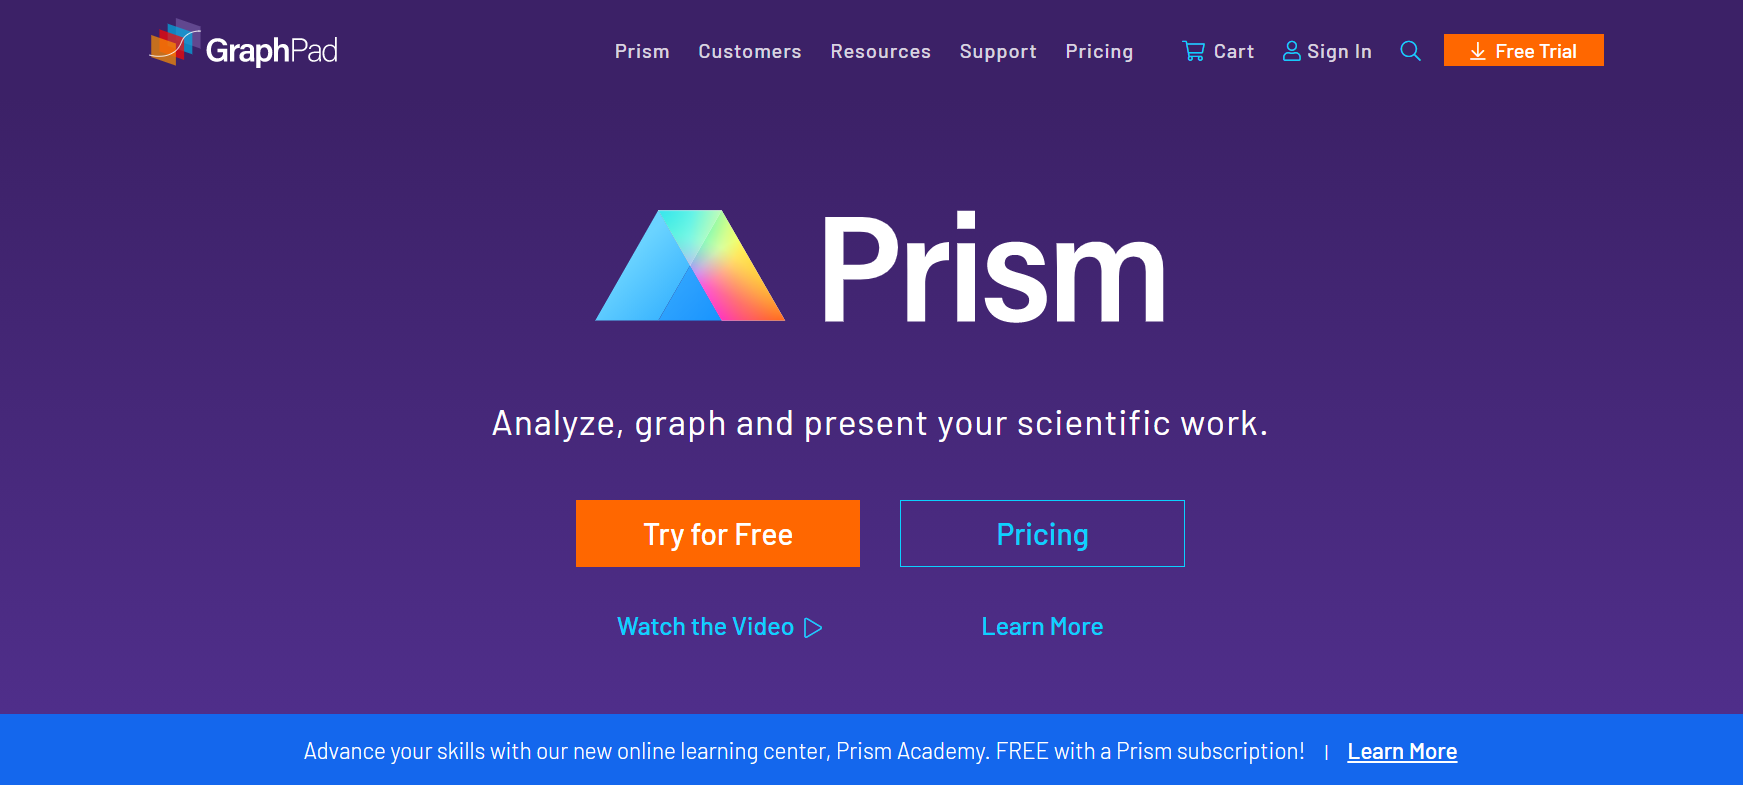 GraphPad
Prism Customers Resources Support Pricing Cart Sign In Free Trial
Prism
Analyze, graph and present your scientific work.
Try for Free Pricing
Watch the Video Learn More
Advance your skills with our new online learning center, Prism Academy. FREE with a Prism subscription! | Learn More